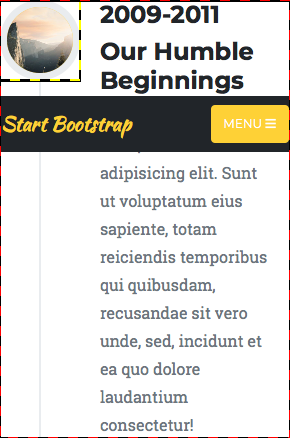 2009-2011
Our Humble
Beginnings
Start Bootstrap
MENU
adipisicing elit. Sunt
ut voluptatum eius
sapiente, totam
reiciendis temporibus
qui quibusdam,
recusandae sit vero
unde, sed, incidunt et
ea quo dolore
laudantium
consectetur!